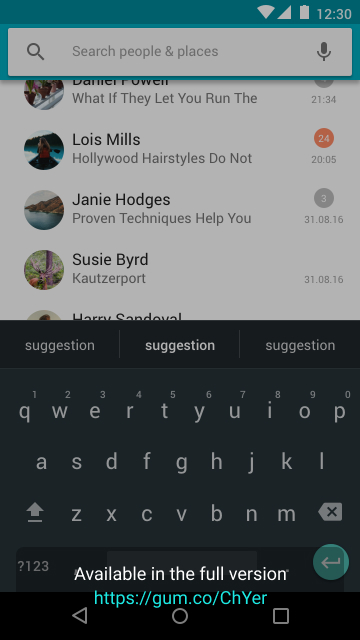 12:30
Search people & places
Daniel Powell
What If They Let You Run The
21:34
Lois Mills
24
Hollywood Hairstyles Do Not
20:05
Janie Hodges
3
Proven Techniques Help You
31.08.16
Susie Byrd
Kautzerport
31.08.16
Harry Sandoval
suggestion suggestion suggestion
1 2 3 4 5 6 7 8 9 0
q w e r t y u i o p
a s d f g h j k l
z x c v b n m
?123
Available in the full version
https://gum.co/ChYer